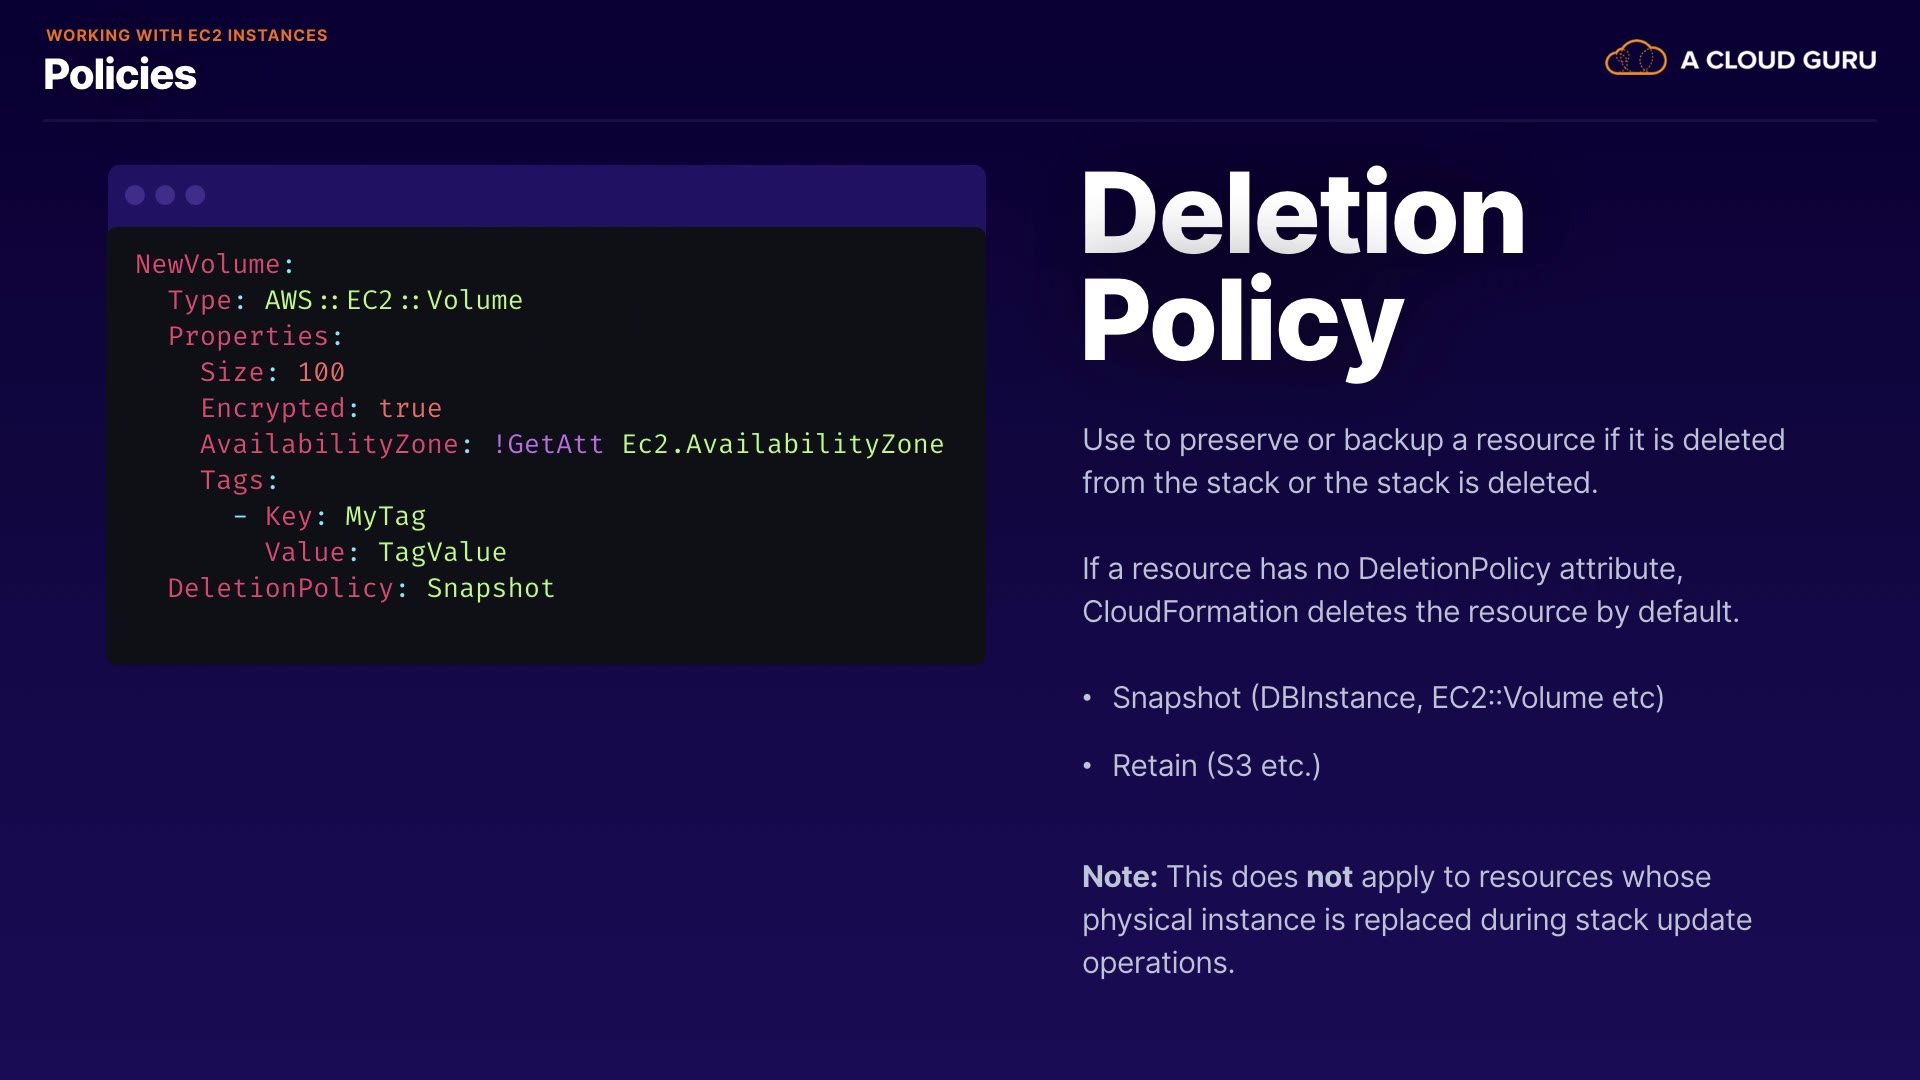 WORKING WITH EC2 INSTANCES
Policies
A CLOUD GURU
NewVolume:
  Type: AWS::EC2::Volume
  Properties:
    Size: 100
    Encrypted: true
    AvailabilityZone: !GetAtt Ec2.AvailabilityZone
    Tags:
      - Key: MyTag
        Value: TagValue
  DeletionPolicy: Snapshot
Deletion
Policy
Use to preserve or backup a resource if it is deleted
from the stack or the stack is deleted.
If a resource has no DeletionPolicy attribute,
CloudFormation deletes the resource by default.
• Snapshot (DBInstance, EC2::Volume etc)
• Retain (S3 etc.)
Note: This does not apply to resources whose
physical instance is replaced during stack update
operations.